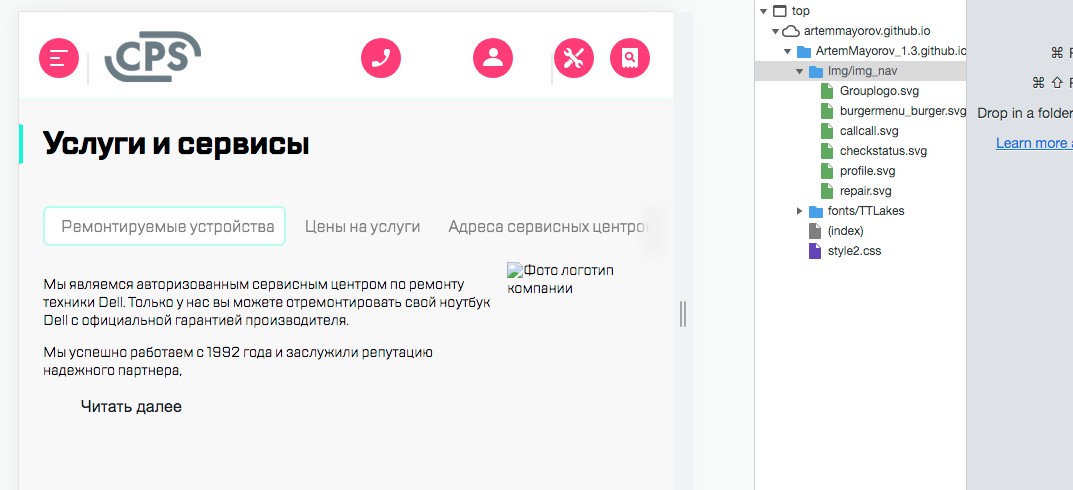 CPS
Услуги и сервисы
Ремонтируемые устройства
Цены на услуги
Адреса сервисных центро
Мы являемся авторизованным сервисным центром по ремонту
техники Dell. Только у нас вы можете отремонтировать свой ноутбук
Dell с официальной гарантией производителя.
Мы успешно работаем с 1992 года и заслужили репутацию
надежного партнера,
Читать далее
Фото логотип
компании
top
artemmayorov.github.io
ArtemMayorov_1.3.github.io
Img/img_nav
Grouplogo.svg
burgermenu_burger.svg
callcall.svg
checkstatus.svg
profile.svg
repair.svg
fonts/TTLakes
(index)
style2.css
⌘
⌘ ⇧
Drop in a folder
Learn more